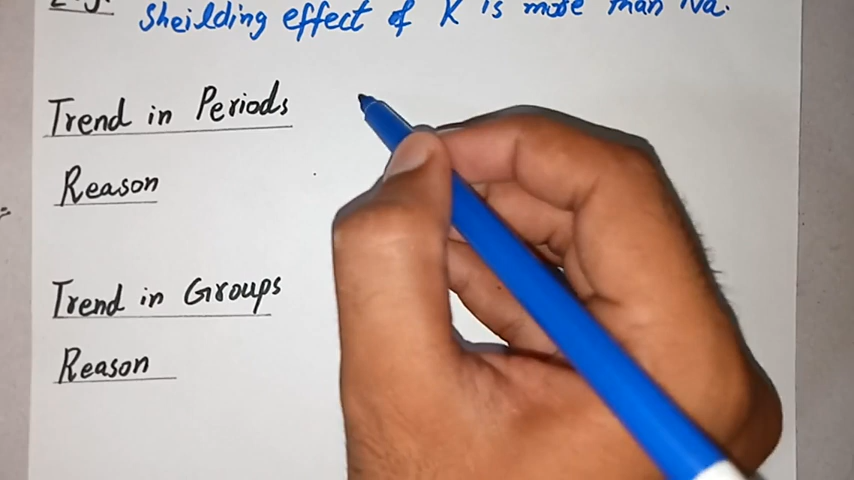 Sheilding effect of K is more than Na.
Trend in Periods
Reason
Trend in Groups
Reason